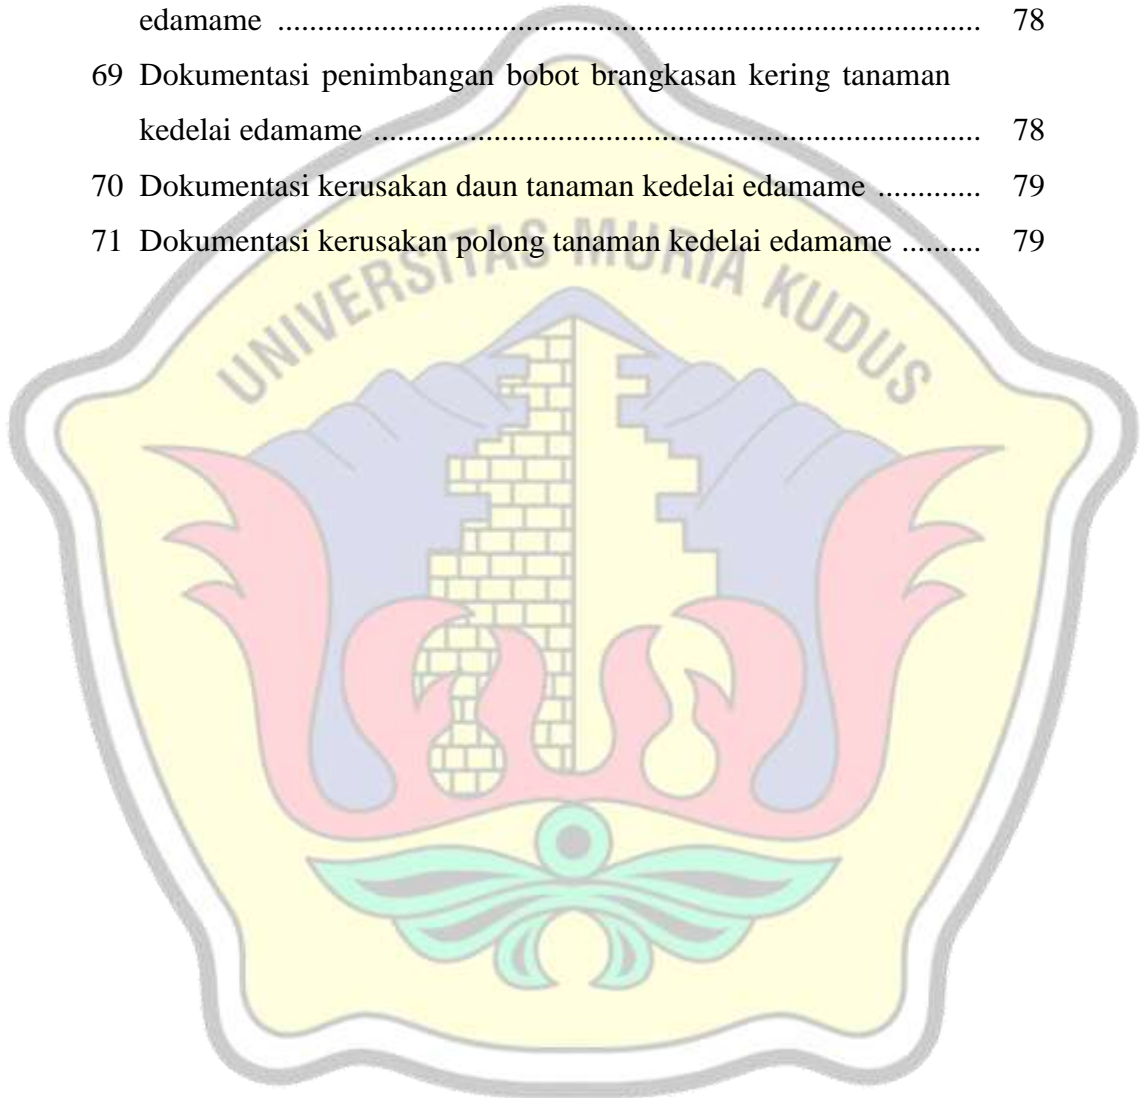 edamame .................................................................................. 78
69 Dokumentasi penimbangan bobot brangkasan kering tanaman
kedelai edamame ....................................................................... 78
70 Dokumentasi kerusakan daun tanaman kedelai edamame ............. 79
71 Dokumentasi kerusakan polong tanaman kedelai edamame .......... 79
UNIVERSITAS MURIA KUDUS